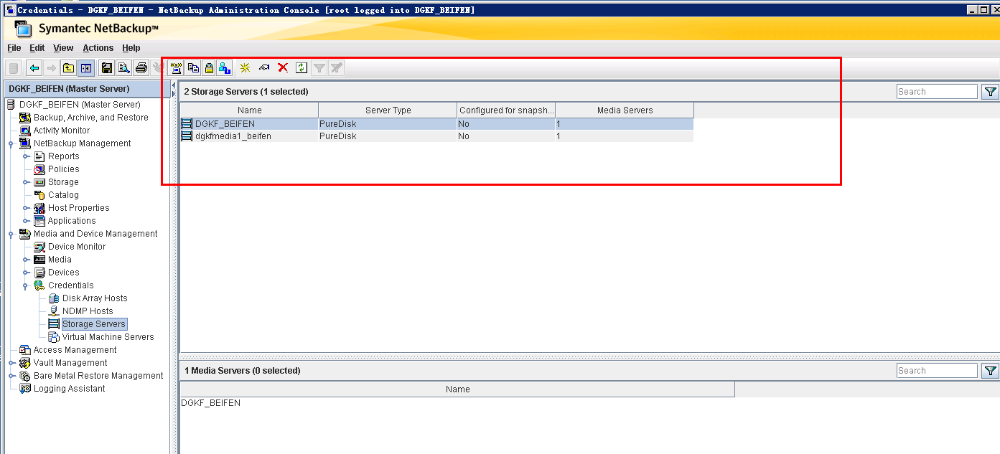 Credentials - DGKF_BEIFEN - NetBackup Administration Console [root logged into DGKF_BEIFEN]
Symantec NetBackup™
File Edit View Actions Help
DGKF_BEIFEN (Master Server)
DGKF_BEIFEN (Master Server)
Backup, Archive, and Restore
Activity Monitor
NetBackup Management
Reports
Policies
Storage
Catalog
Host Properties
Applications
Media and Device Management
Device Monitor
Media
Devices
Credentials
Disk Array Hosts
NDMP Hosts
Storage Servers
Virtual Machine Servers
Access Management
Vault Management
Bare Metal Restore Management
Logging Assistant
2 Storage Servers (1 selected) Search
Name Server Type Configured for snapsh... Media Servers
DGKF_BEIFEN PureDisk No 1
dgkfmedia1_beifen PureDisk No 1
1 Media Servers (0 selected) Search
Name
DGKF_BEIFEN